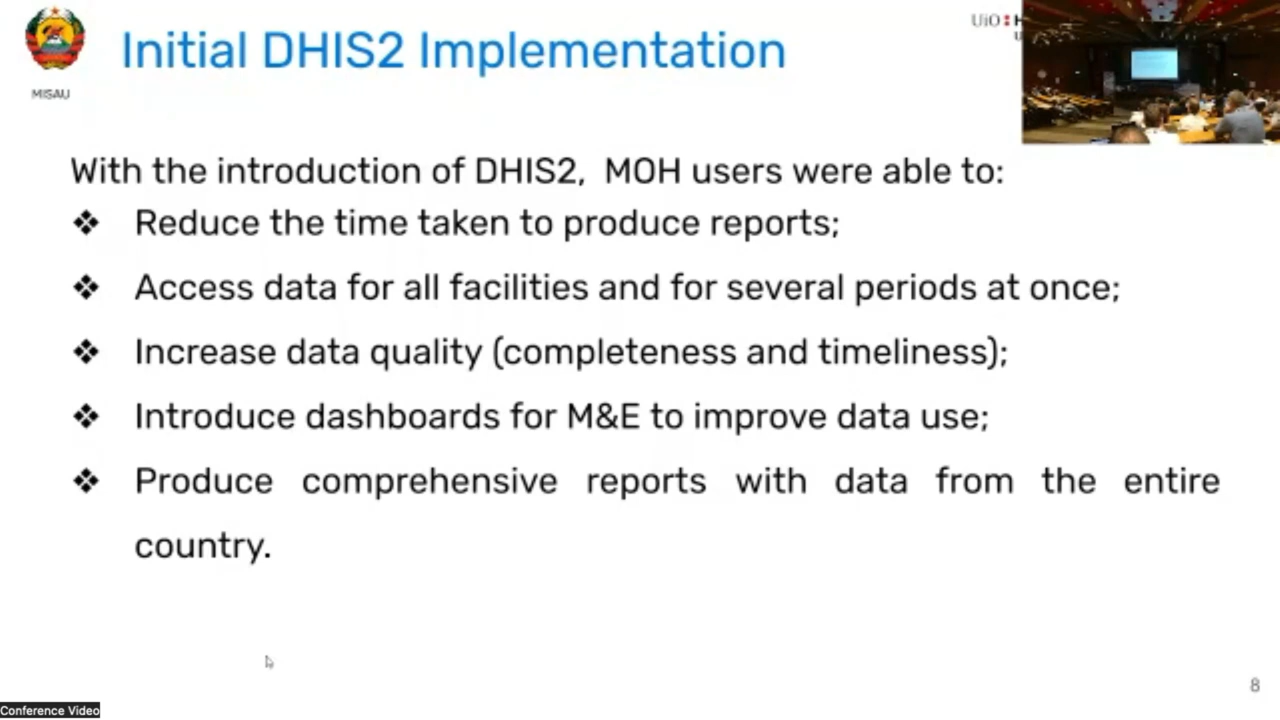 Initial DHIS2 Implementation
UiO
MISAU
With the introduction of DHIS2, MOH users were able to:
❖ Reduce the time taken to produce reports;
❖ Access data for all facilities and for several periods at once;
❖ Increase data quality (completeness and timeliness);
❖ Introduce dashboards for M&E to improve data use;
❖ Produce comprehensive reports with data from the entire
country.
8
Conference Video